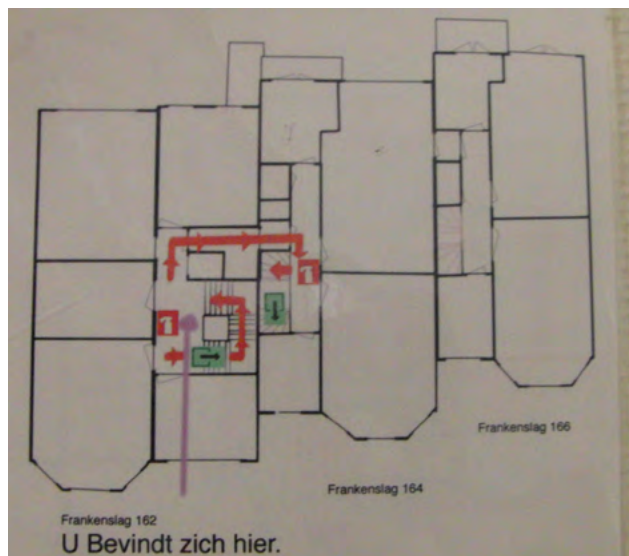 Frankenslag 166
Frankenslag 164
Frankenslag 162
U Bevindt zich hier.